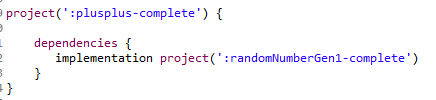 project(':plusplus-complete') {
dependencies {
implementation project(':randomNumberGen1-complete')
}
}